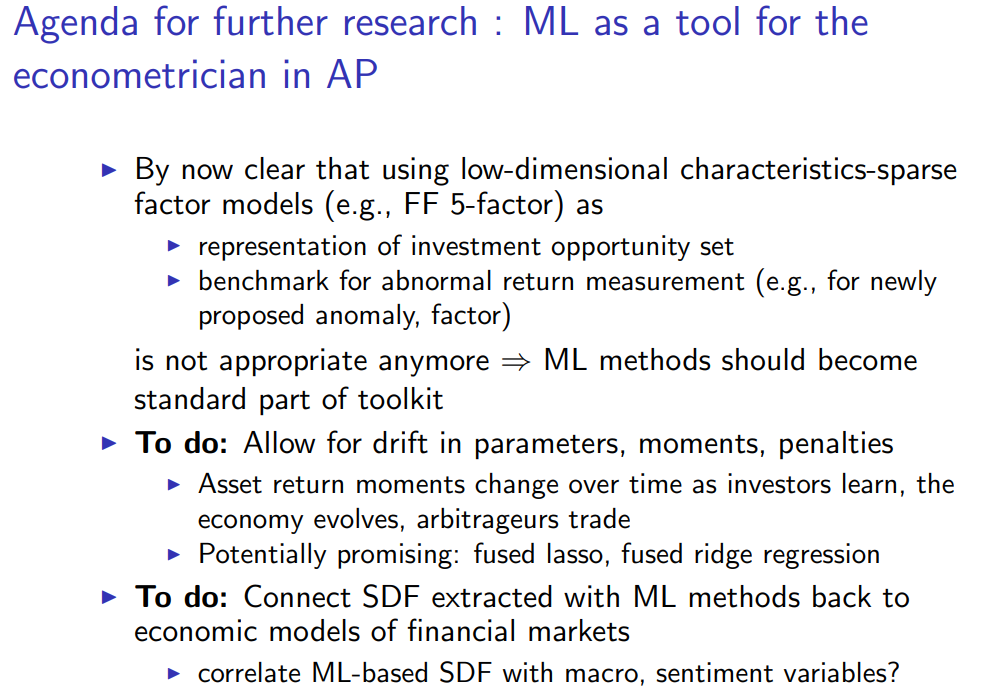 Agenda for further research : ML as a tool for the
econometrician in AP
▶ By now clear that using low-dimensional characteristics-sparse
factor models (e.g., FF 5-factor) as
▶ representation of investment opportunity set
▶ benchmark for abnormal return measurement (e.g., for newly
proposed anomaly, factor)
is not appropriate anymore ⇒ ML methods should become
standard part of toolkit
▶ To do: Allow for drift in parameters, moments, penalties
▶ Asset return moments change over time as investors learn, the
economy evolves, arbitrageurs trade
▶ Potentially promising: fused lasso, fused ridge regression
▶ To do: Connect SDF extracted with ML methods back to
economic models of financial markets
▶ correlate ML-based SDF with macro, sentiment variables?